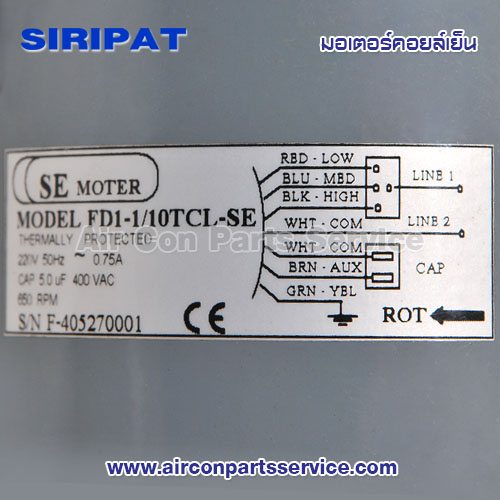 SIRIPAT
มอเตอร์คอยล์เย็น
SE MOTER
MODEL FD1-1/10TCL-SE
THERMALLY PROTECTED
220V 50Hz ~ 0.75A
CAP 5.0 uF 400 VAC
650 RPM
S/N F-405270001
CE
RBD - LOW
BLU - MBD
BLK - HIGH
WHT - COM
WHT - COM
BRN - AUX
GRN - YBL
LINE 1
LINE 2
CAP
ROT
AirCon Parts Service
www.airconpartsservice.com